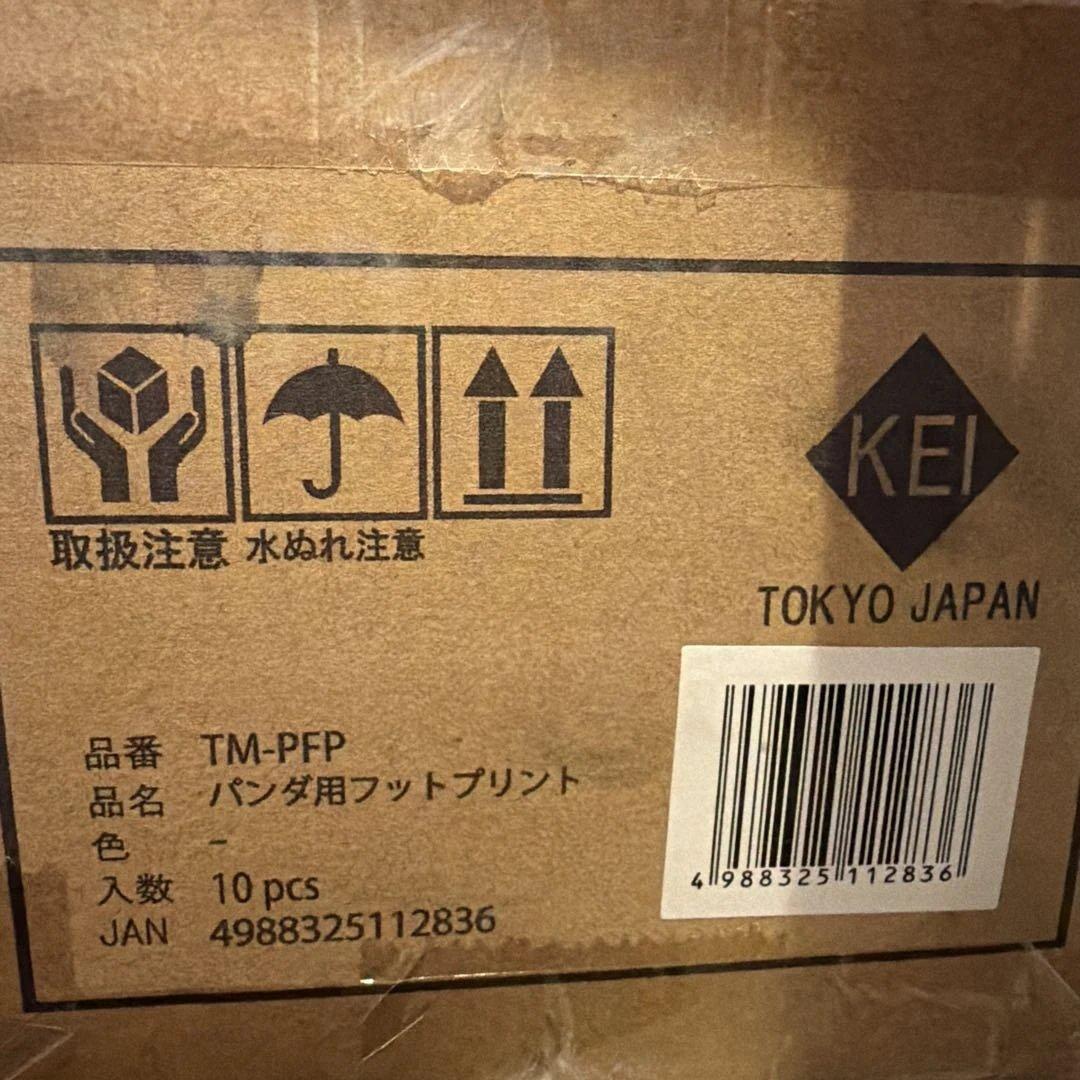 取扱注意 水ぬれ注意
KEI
TOKYO JAPAN
品番 TM-PFP
品名 パンダ用フットプリント
色 -
入数 10 pcs
JAN 4988325112836
4 988325 112836